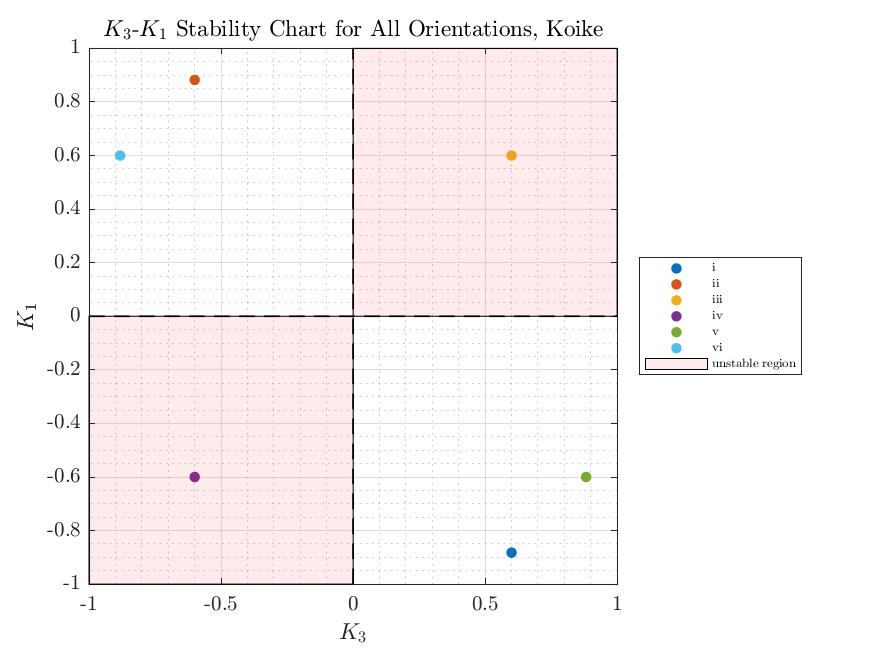 K₃-K₁ Stability Chart for All Orientations, Koike
1
0.8
0.6
0.4
0.2
0
-0.2
-0.4
-0.6
-0.8
-1
K₁
-1
-0.5
0
0.5
1
K₃
i
ii
iii
iv
v
vi
unstable region